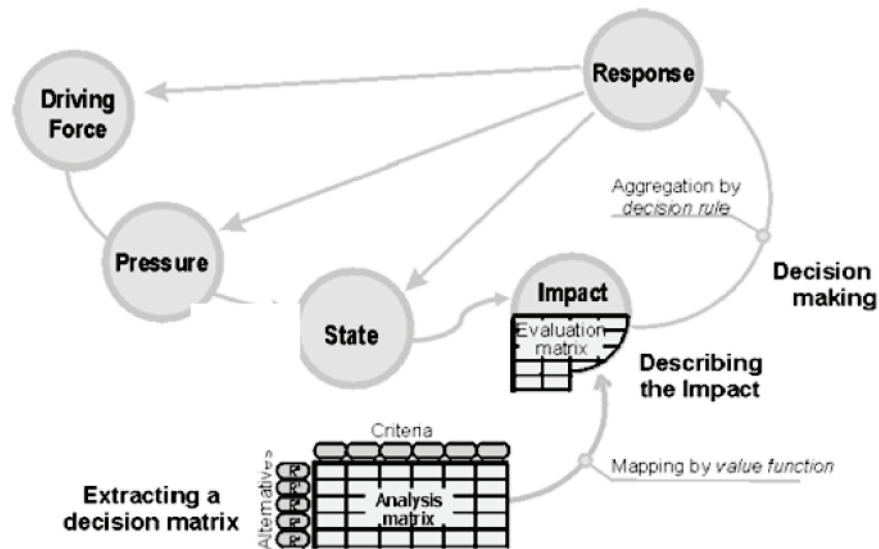 Response
Driving
Force
Aggregation by
decision rule
Pressure
Decision
making
Impact
State
Evaluation
matrix
Describing
the Impact
Criteria
Mapping by value function
Alternatives
Analysis
matrix
Extracting a
decision matrix